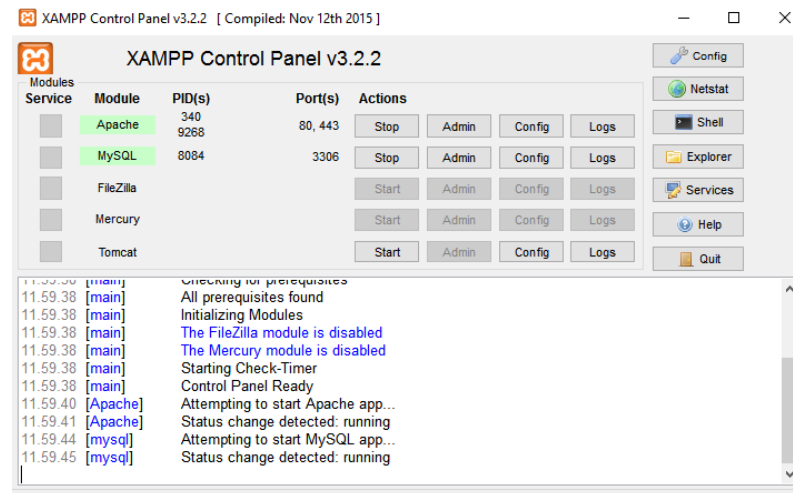 XAMPP Control Panel v3.2.2 [ Compiled: Nov 12th 2015 ]
XAMPP Control Panel v3.2.2
Config
Modules
Service Module PID(s) Port(s) Actions
Netstat
Apache 340 9268 80, 443 Stop Admin Config Logs
Shell
MySQL 8084 3306 Stop Admin Config Logs
Explorer
FileZilla Start Admin Config Logs
Services
Mercury Start Admin Config Logs
Help
Tomcat Start Admin Config Logs
Quit
11.59.38 [main] Checking for prerequisites
11.59.38 [main] All prerequisites found
11.59.38 [main] Initializing Modules
11.59.38 [main] The FileZilla module is disabled
11.59.38 [main] The Mercury module is disabled
11.59.38 [main] Starting Check-Timer
11.59.38 [main] Control Panel Ready
11.59.40 [Apache] Attempting to start Apache app...
11.59.41 [Apache] Status change detected: running
11.59.44 [mysql] Attempting to start MySQL app...
11.59.45 [mysql] Status change detected: running